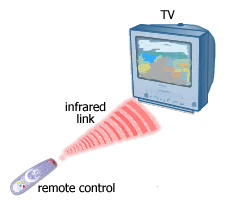 TV
infrared
link
remote control